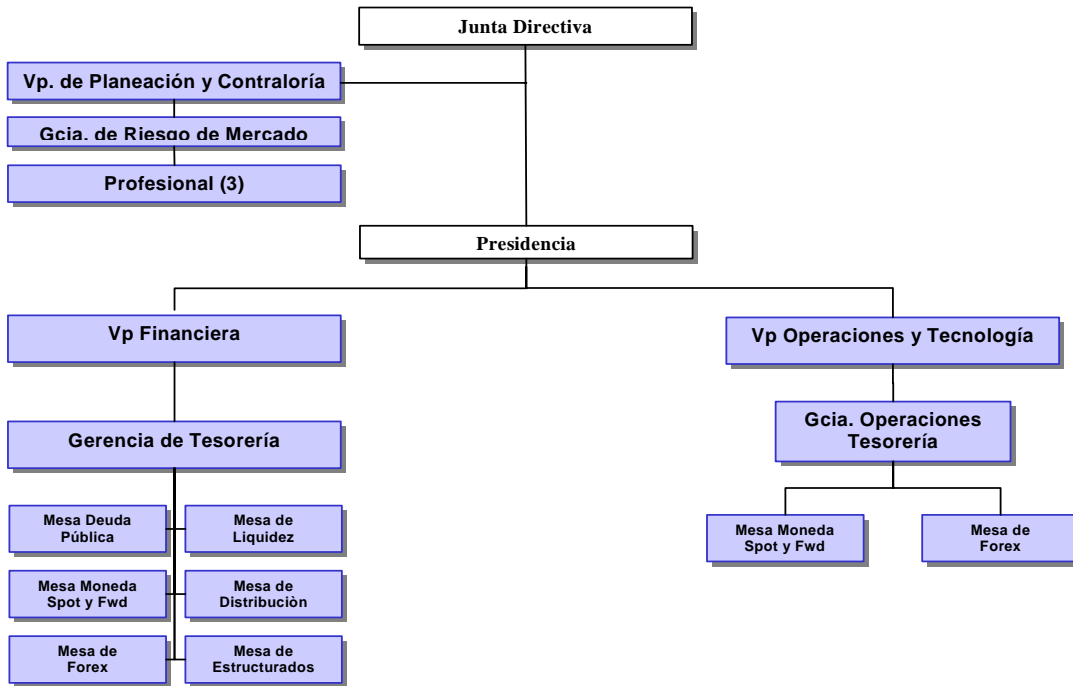 Junta Directiva
Vp. de Planeación y Contraloría
Gcia. de Riesgo de Mercado
Profesional (3)
Presidencia
Vp Financiera
Vp Operaciones y Tecnología
Gerencia de Tesorería
Gcia. Operaciones
Tesorería
Mesa Deuda
Pública
Mesa de
Liquidez
Mesa Moneda
Spot y Fwd
Mesa de
Forex
Mesa Moneda
Spot y Fwd
Mesa de
Distribuciòn
Mesa de
Forex
Mesa de
Estructurados